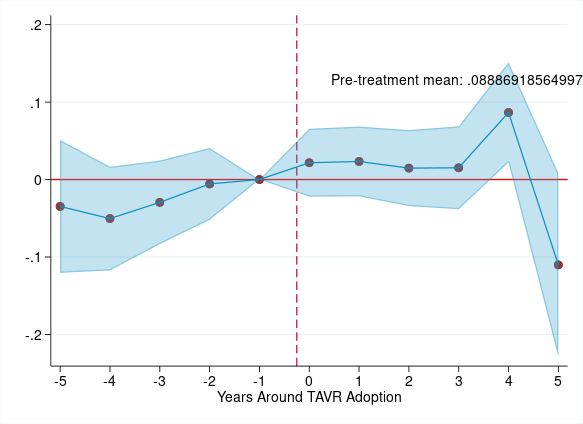 .2
Pre-treatment mean: .08886918564997
.1
0
-.1
-.2
-5 -4 -3 -2 -1 0 1 2 3 4 5
Years Around TAVR Adoption